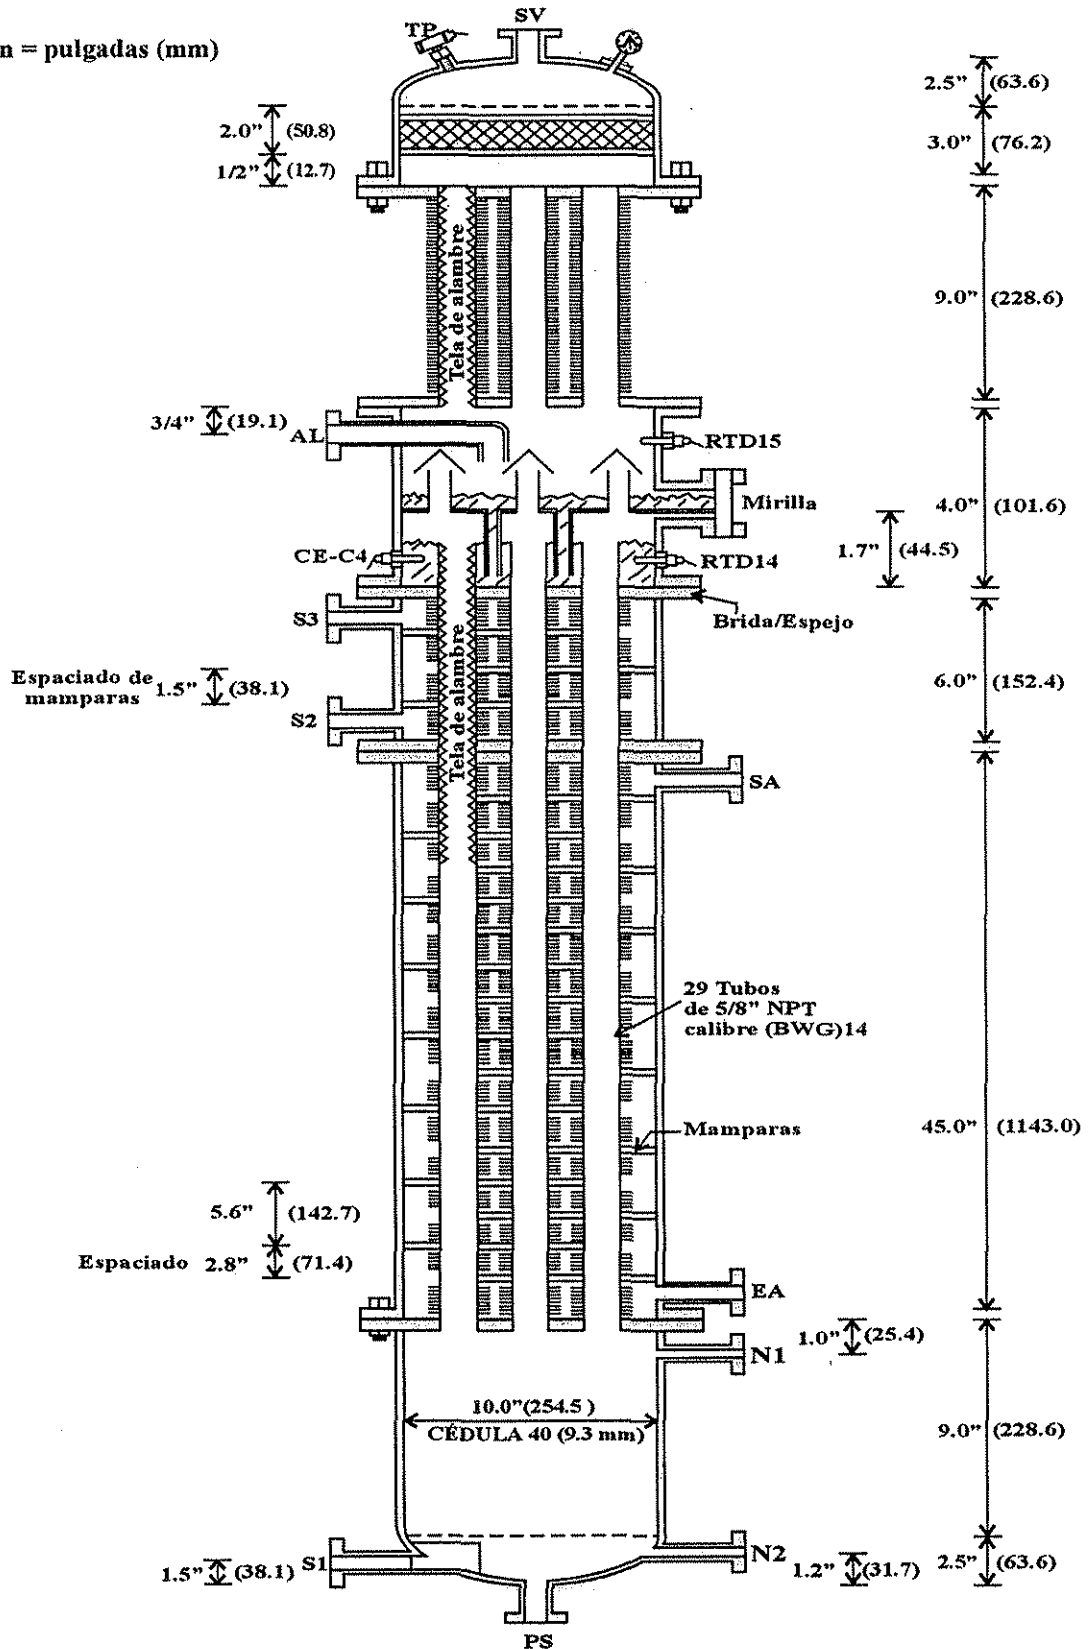 SV
TP
n = pulgadas (mm)
2.5" (63.6)
2.0" (50.8)
3.0" (76.2)
1/2" (12.7)
Tela de alambre
9.0" (228.6)
3/4" (19.1)
AL
RTD15
Mirilla
4.0" (101.6)
1.7" (44.5)
CE-C4
RTD14
S3
Brida/Espejo
Espaciado de
mamparas
1.5" (38.1)
6.0" (152.4)
S2
Tela de alambre
SA
29 Tubos
de 5/8" NPT
calibre (BWG)14
Mamparas
45.0" (1143.0)
5.6" (142.7)
Espaciado 2.8" (71.4)
EA
1.0" (25.4)
N1
10.0"(254.5 )
CÉDULA 40 (9.3 mm)
9.0" (228.6)
S1
1.5" (38.1)
N2
1.2" (31.7)
2.5" (63.6)
PS